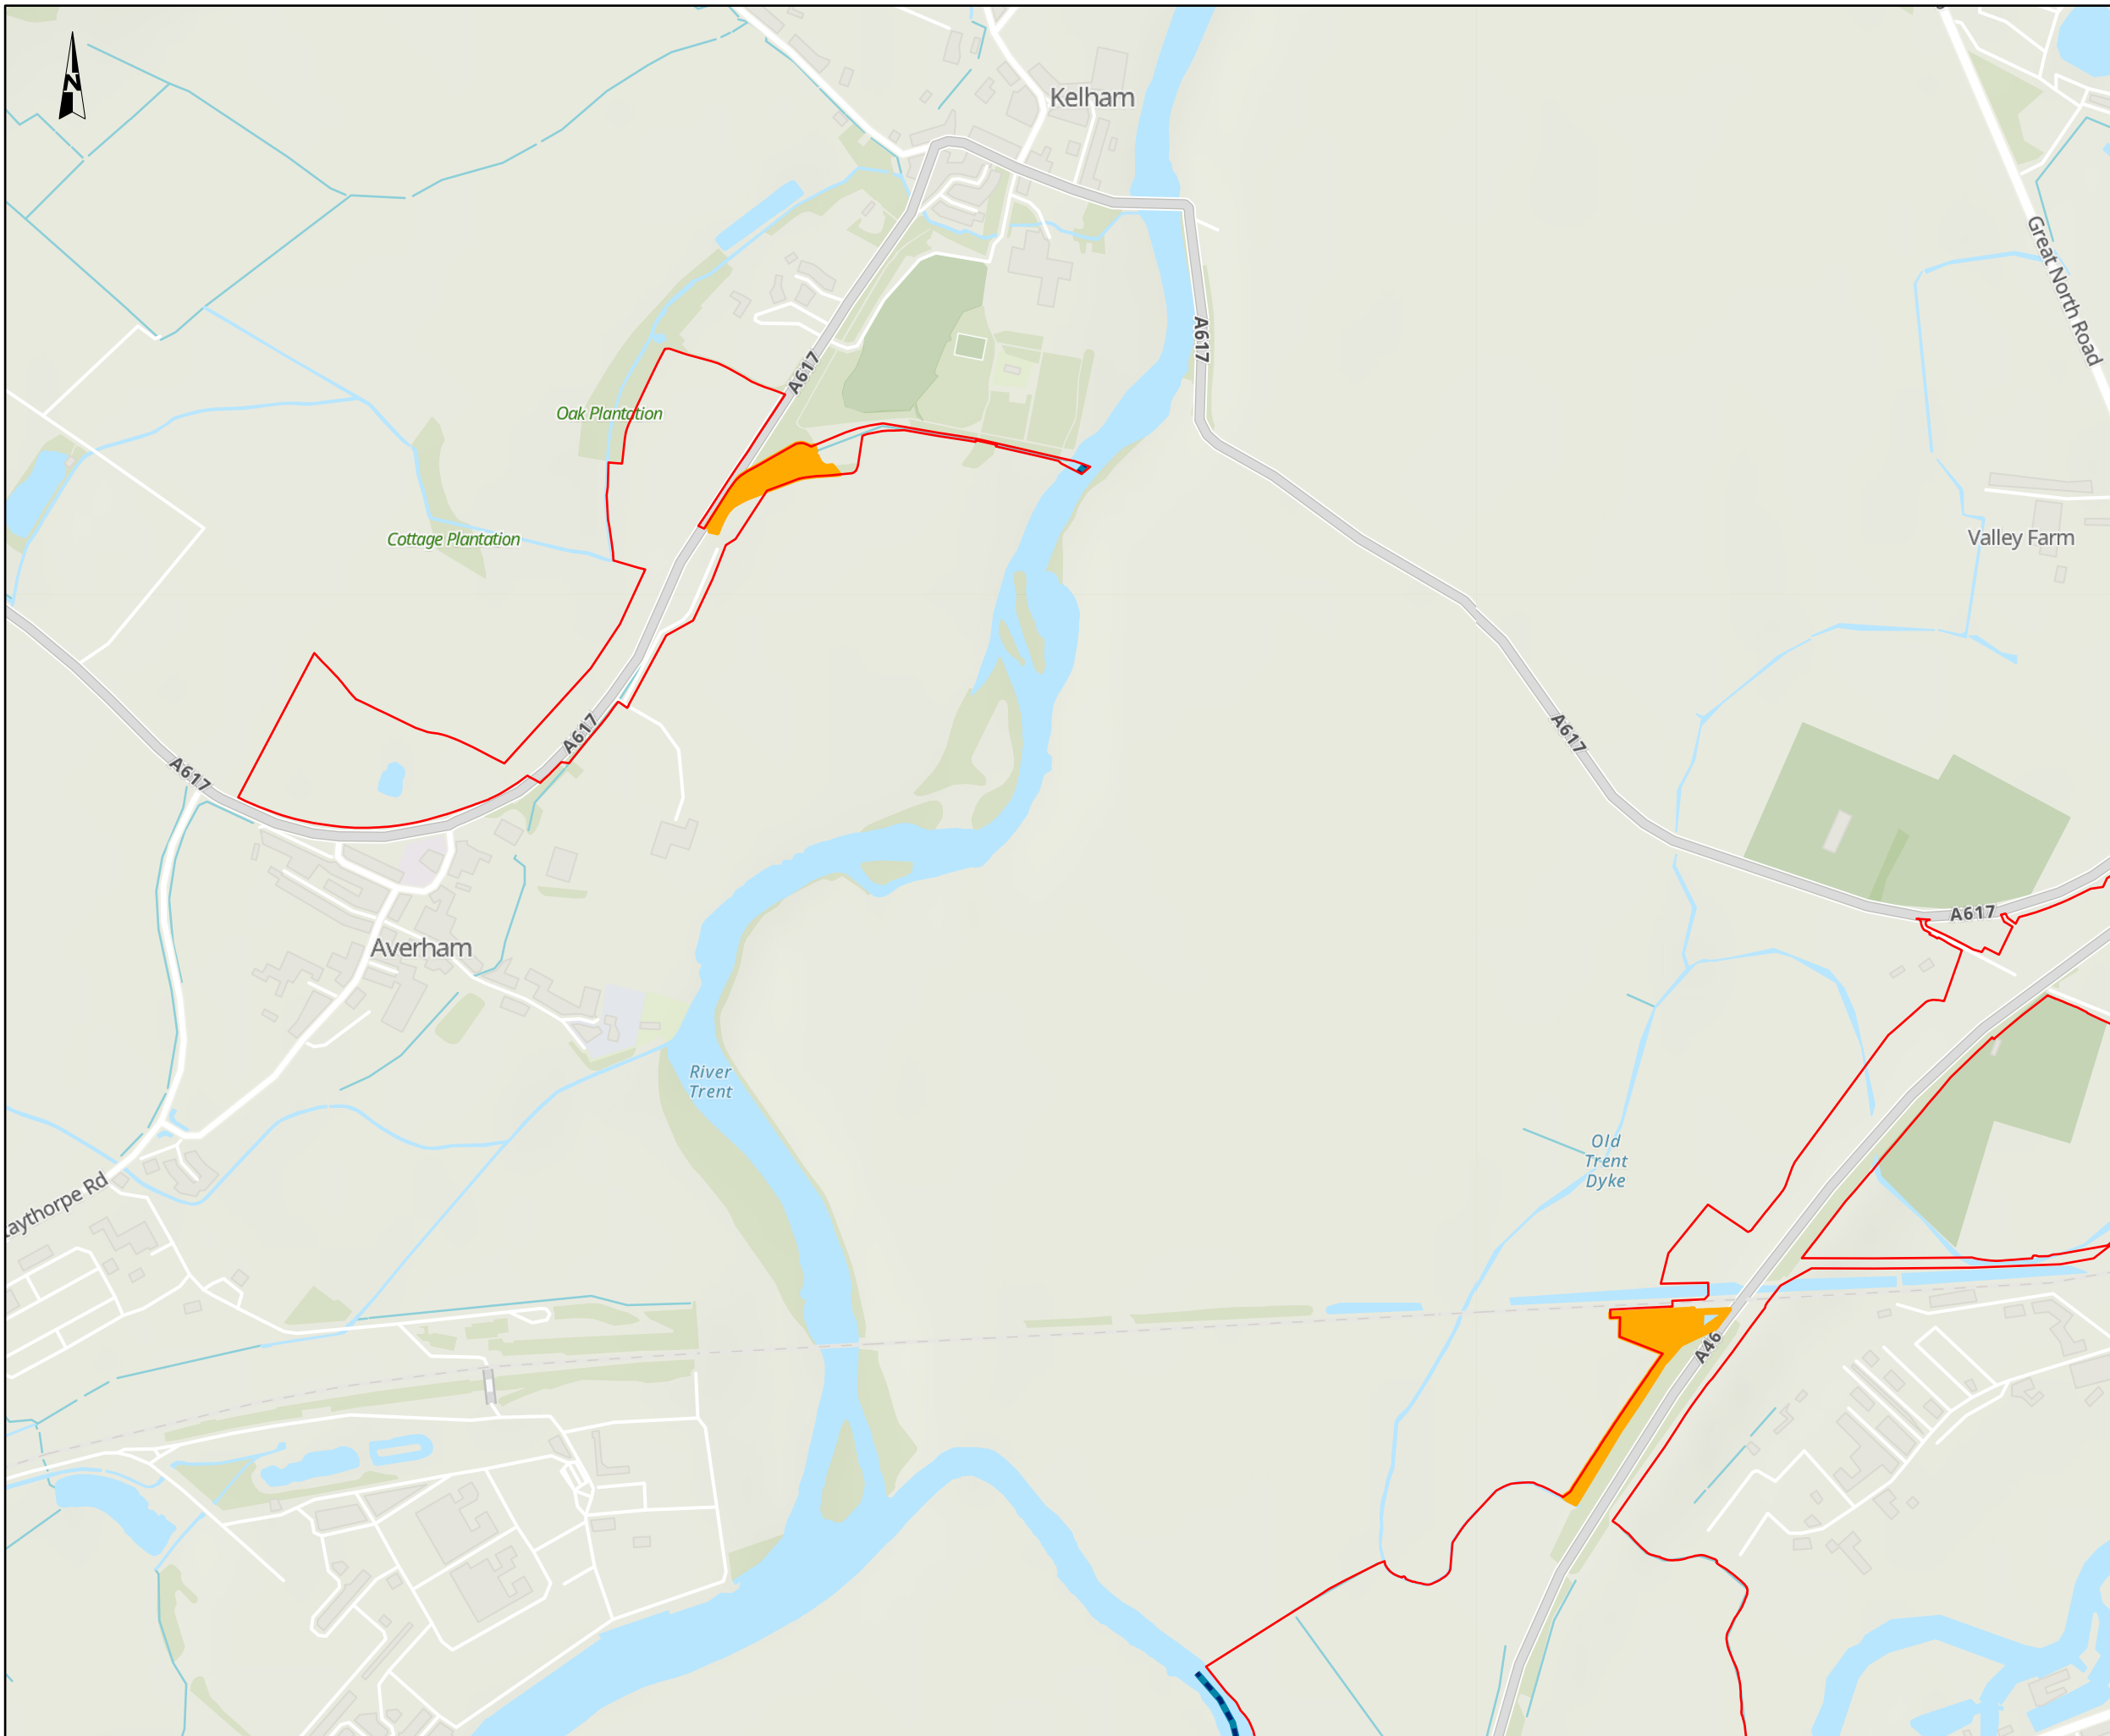 N
Kelham
Great North Road
A617
A617
Oak Plantation
Cottage Plantation
Valley Farm
A617
A617
A617
A617
Averham
River
Trent
Old
Trent
Dyke
aythorpe Rd
A46